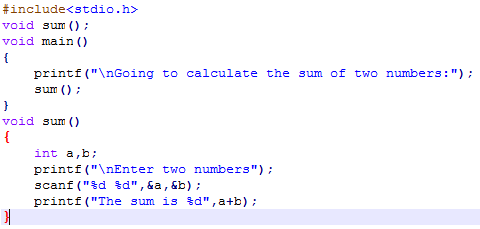 #include<stdio.h>
void sum();
void main()
{
    printf("\nGoing to calculate the sum of two numbers:");
    sum();
}
void sum()
{
    int a,b;
    printf("\nEnter two numbers");
    scanf("%d %d",&a,&b);
    printf("The sum is %d",a+b);
}